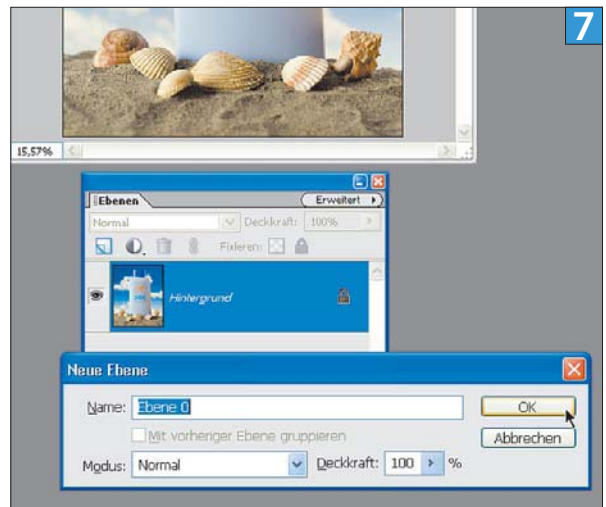 7
15,57%
Ebenen
Erweitert
Normal Deckkraft: 100%
Fixieren:
Hintergrund
Neue Ebene
Name: Ebene 0 OK
Mit vorheriger Ebene gruppieren Abbrechen
Modus: Normal Deckkraft: 100 %